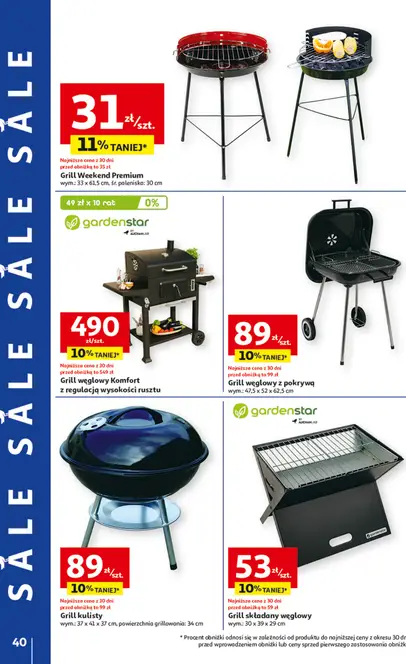 SALE SALE SALE SALE SALE
31
zł/szt.
11% TANIEJ*
Najniższa cena z 30 dni
przed obniżką to 35 zł
Grill Weekend Premium
wym.: 33 x 61,5 cm, śr. paleniska: 30 cm
49 zł x 10 rat 0%
gardenstar
490
zł/szt.
10% TANIEJ*
Najniższa cena z 30 dni
przed obniżką to 549 zł
Grill węglowy Komfort
z regulacją wysokości rusztu
89
zł/szt.
10% TANIEJ*
Najniższa cena z 30 dni
przed obniżką to 99 zł
Grill węglowy z pokrywą
wym.: 47,5 x 52 x 62,5 cm
89
zł/szt.
10% TANIEJ*
Najniższa cena z 30 dni
przed obniżką to 99 zł
Grill kulisty
wym.: 37 x 41 x 37 cm, powierzchnia grillowania: 34 cm
gardenstar
53
zł/szt.
10% TANIEJ*
Najniższa cena z 30 dni
przed obniżką to 59 zł
Grill składany węglowy
wym.: 30 x 39 x 29 cm
40
* Procent obniżki odnosi się w zależności od produktu do najniższej ceny z okresu 30 dr
przed wprowadzeniem obniżki lub ceny sprzed pierwszego zastosowania obniżk